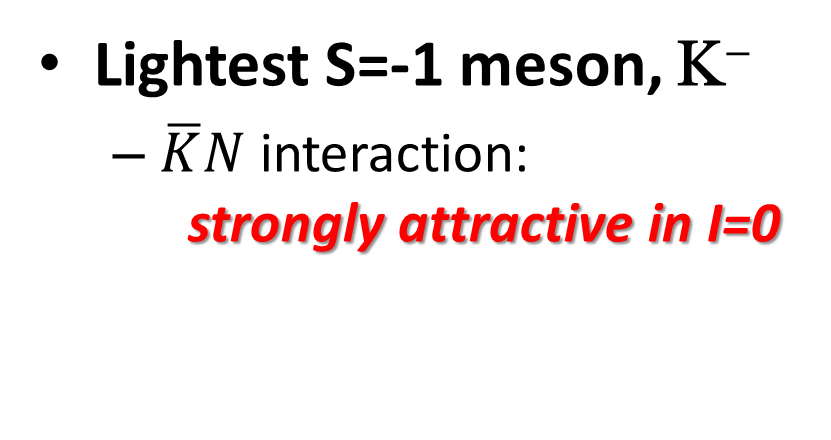 • Lightest S=-1 meson, K⁻
– K̅N interaction:
strongly attractive in I=0